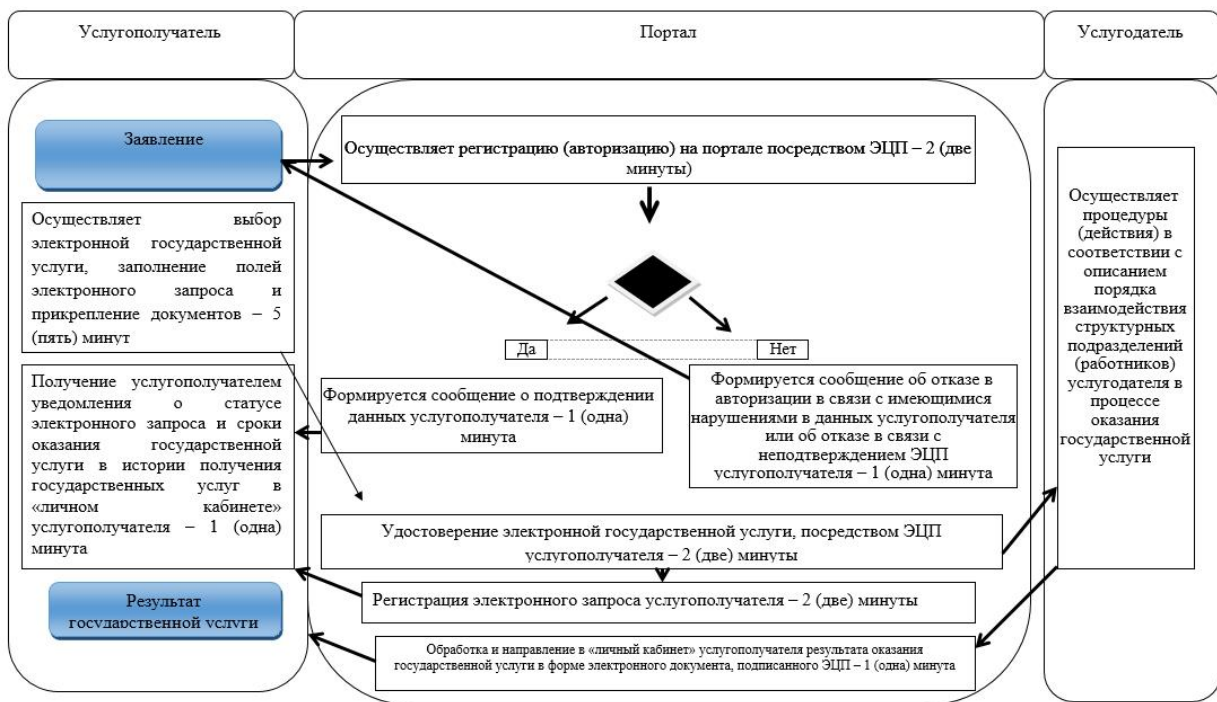 Услугополучатель
Портал
Услугодатель
Заявление
Осуществляет регистрацию (авторизацию) на портале посредством ЭЦП – 2 (две
минуты)
Осуществляет выбор
электронной государственной
услуги, заполнение полей
электронного запроса и
прикрепление документов – 5
(пять) минут
Да
Нет
Получение услугополучателем
уведомления о статусе
электронного запроса и сроки
оказания государственной
услуги в истории получения
государственных услуг в
«личном кабинете»
услугополучателя – 1 (одна)
минута
Формируется сообщение о подтверждении
данных услугополучателя – 1 (одна)
минута
Формируется сообщение об отказе в
авторизации в связи с имеющимися
нарушениями в данных услугополучателя
или об отказе в связи с
неподтверждением ЭЦП
услугополучателя – 1 (одна) минута
Осуществляет
процедуры
(действия) в
соответствии с
описанием
порядка
взаимодействия
структурных
подразделений
(работников)
услугодателя в
процессе
оказания
государственной
услуги
Удостоверение электронной государственной услуги, посредством ЭЦП
услугополучателя – 2 (две) минуты
Регистрация электронного запроса услугополучателя – 2 (две) минуты
Результат
государственной услуги
Обработка и направление в «личный кабинет» услугополучателя результата оказания
государственной услуги в форме электронного документа, подписанного ЭЦП – 1 (одна) минута